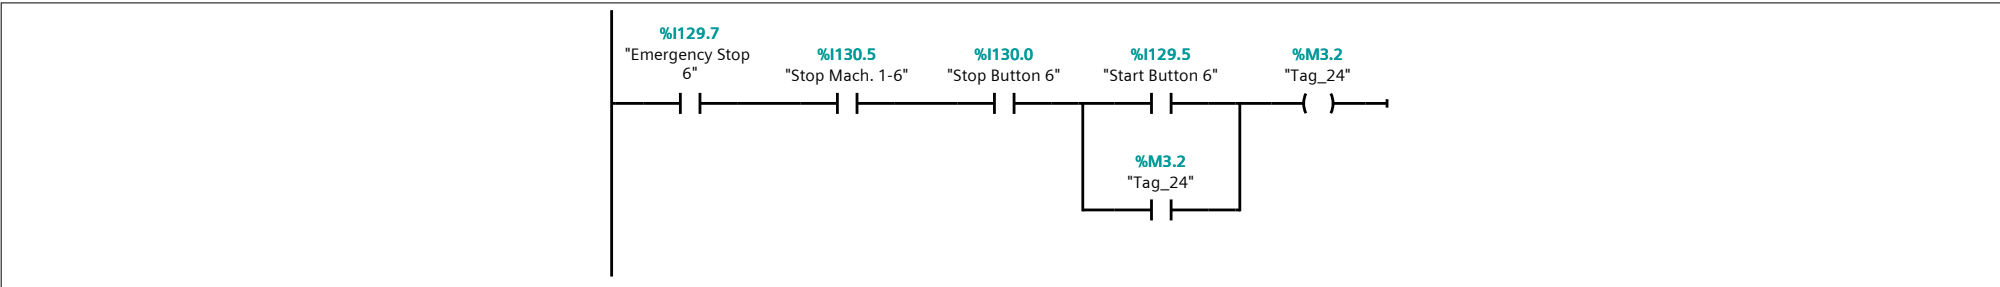 %I129.7
"Emergency Stop
6"
%I130.5
"Stop Mach. 1-6"
%I130.0
"Stop Button 6"
%I129.5
"Start Button 6"
%M3.2
"Tag_24"
%M3.2
"Tag_24"